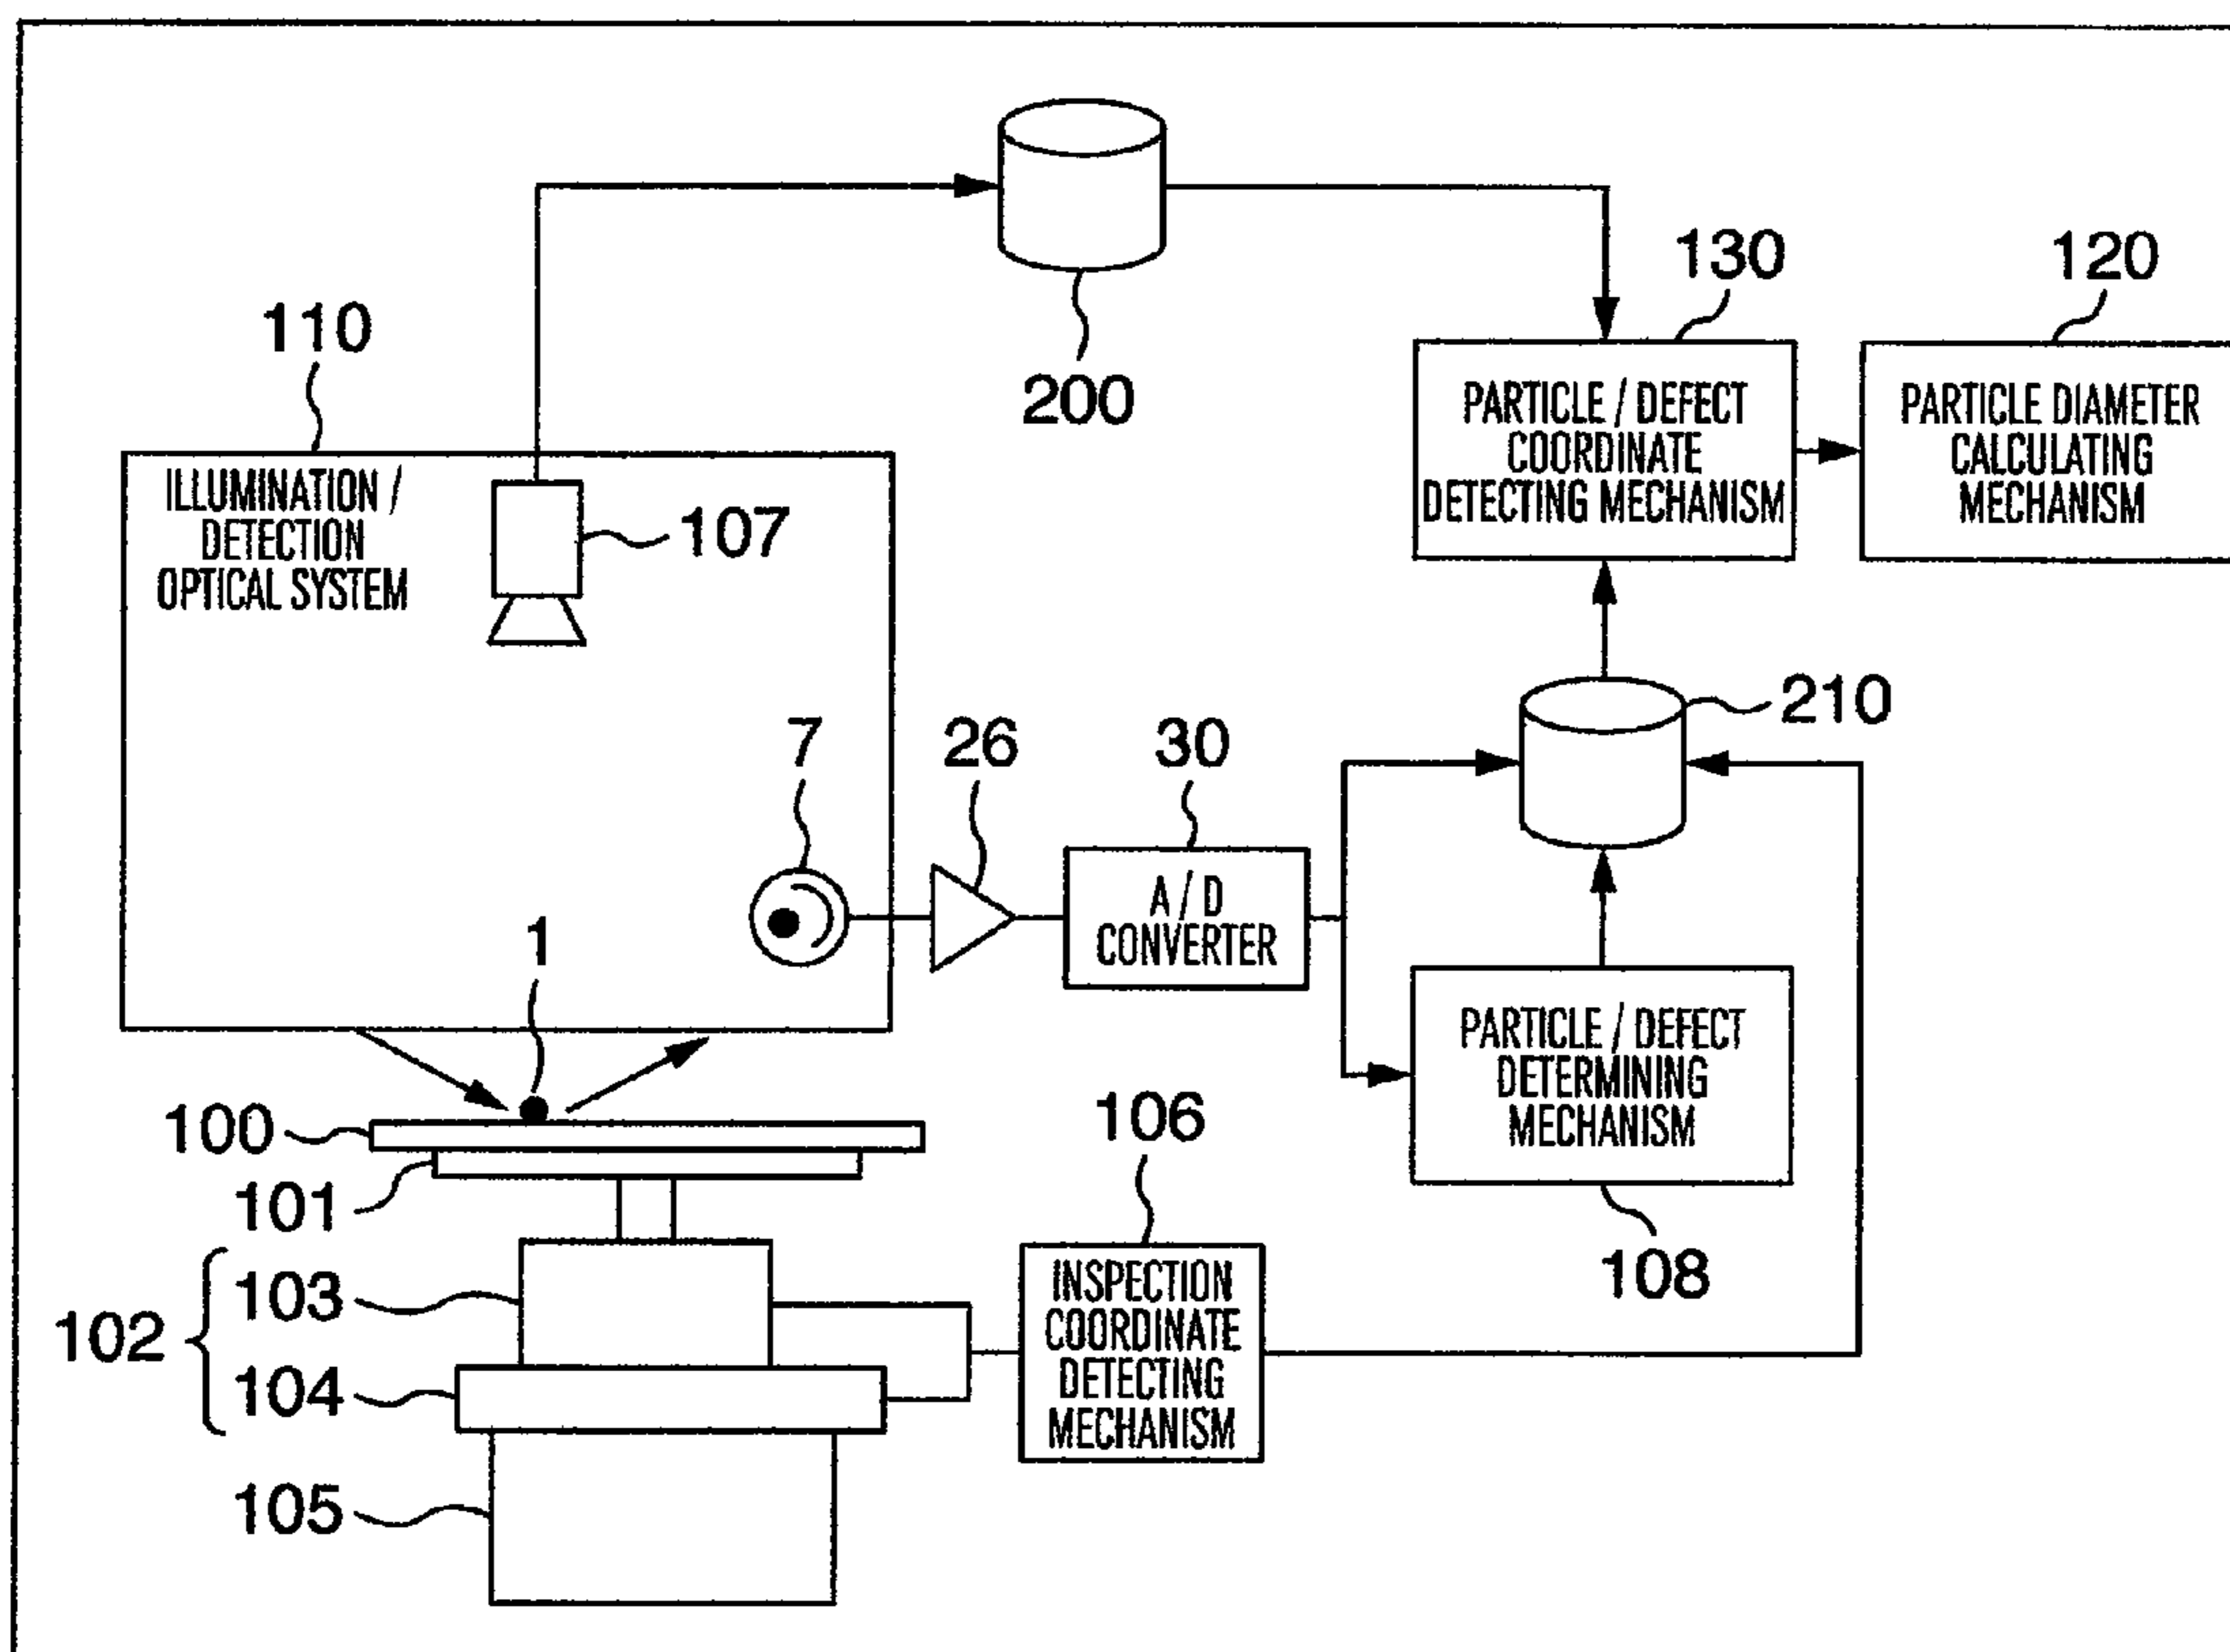 130
120
110
200
PARTICLE / DEFECT
COORDINATE
DETECTING MECHANISM
PARTICLE DIAMETER
CALCULATING
MECHANISM
ILLUMINATION /
DETECTION
OPTICAL SYSTEM
107
210
7
26
30
A / D
CONVERTER
1
PARTICLE / DEFECT
DETERMINING
MECHANISM
100
106
101
108
102
103
INSPECTION
COORDINATE
DETECTING
MECHANISM
104
105